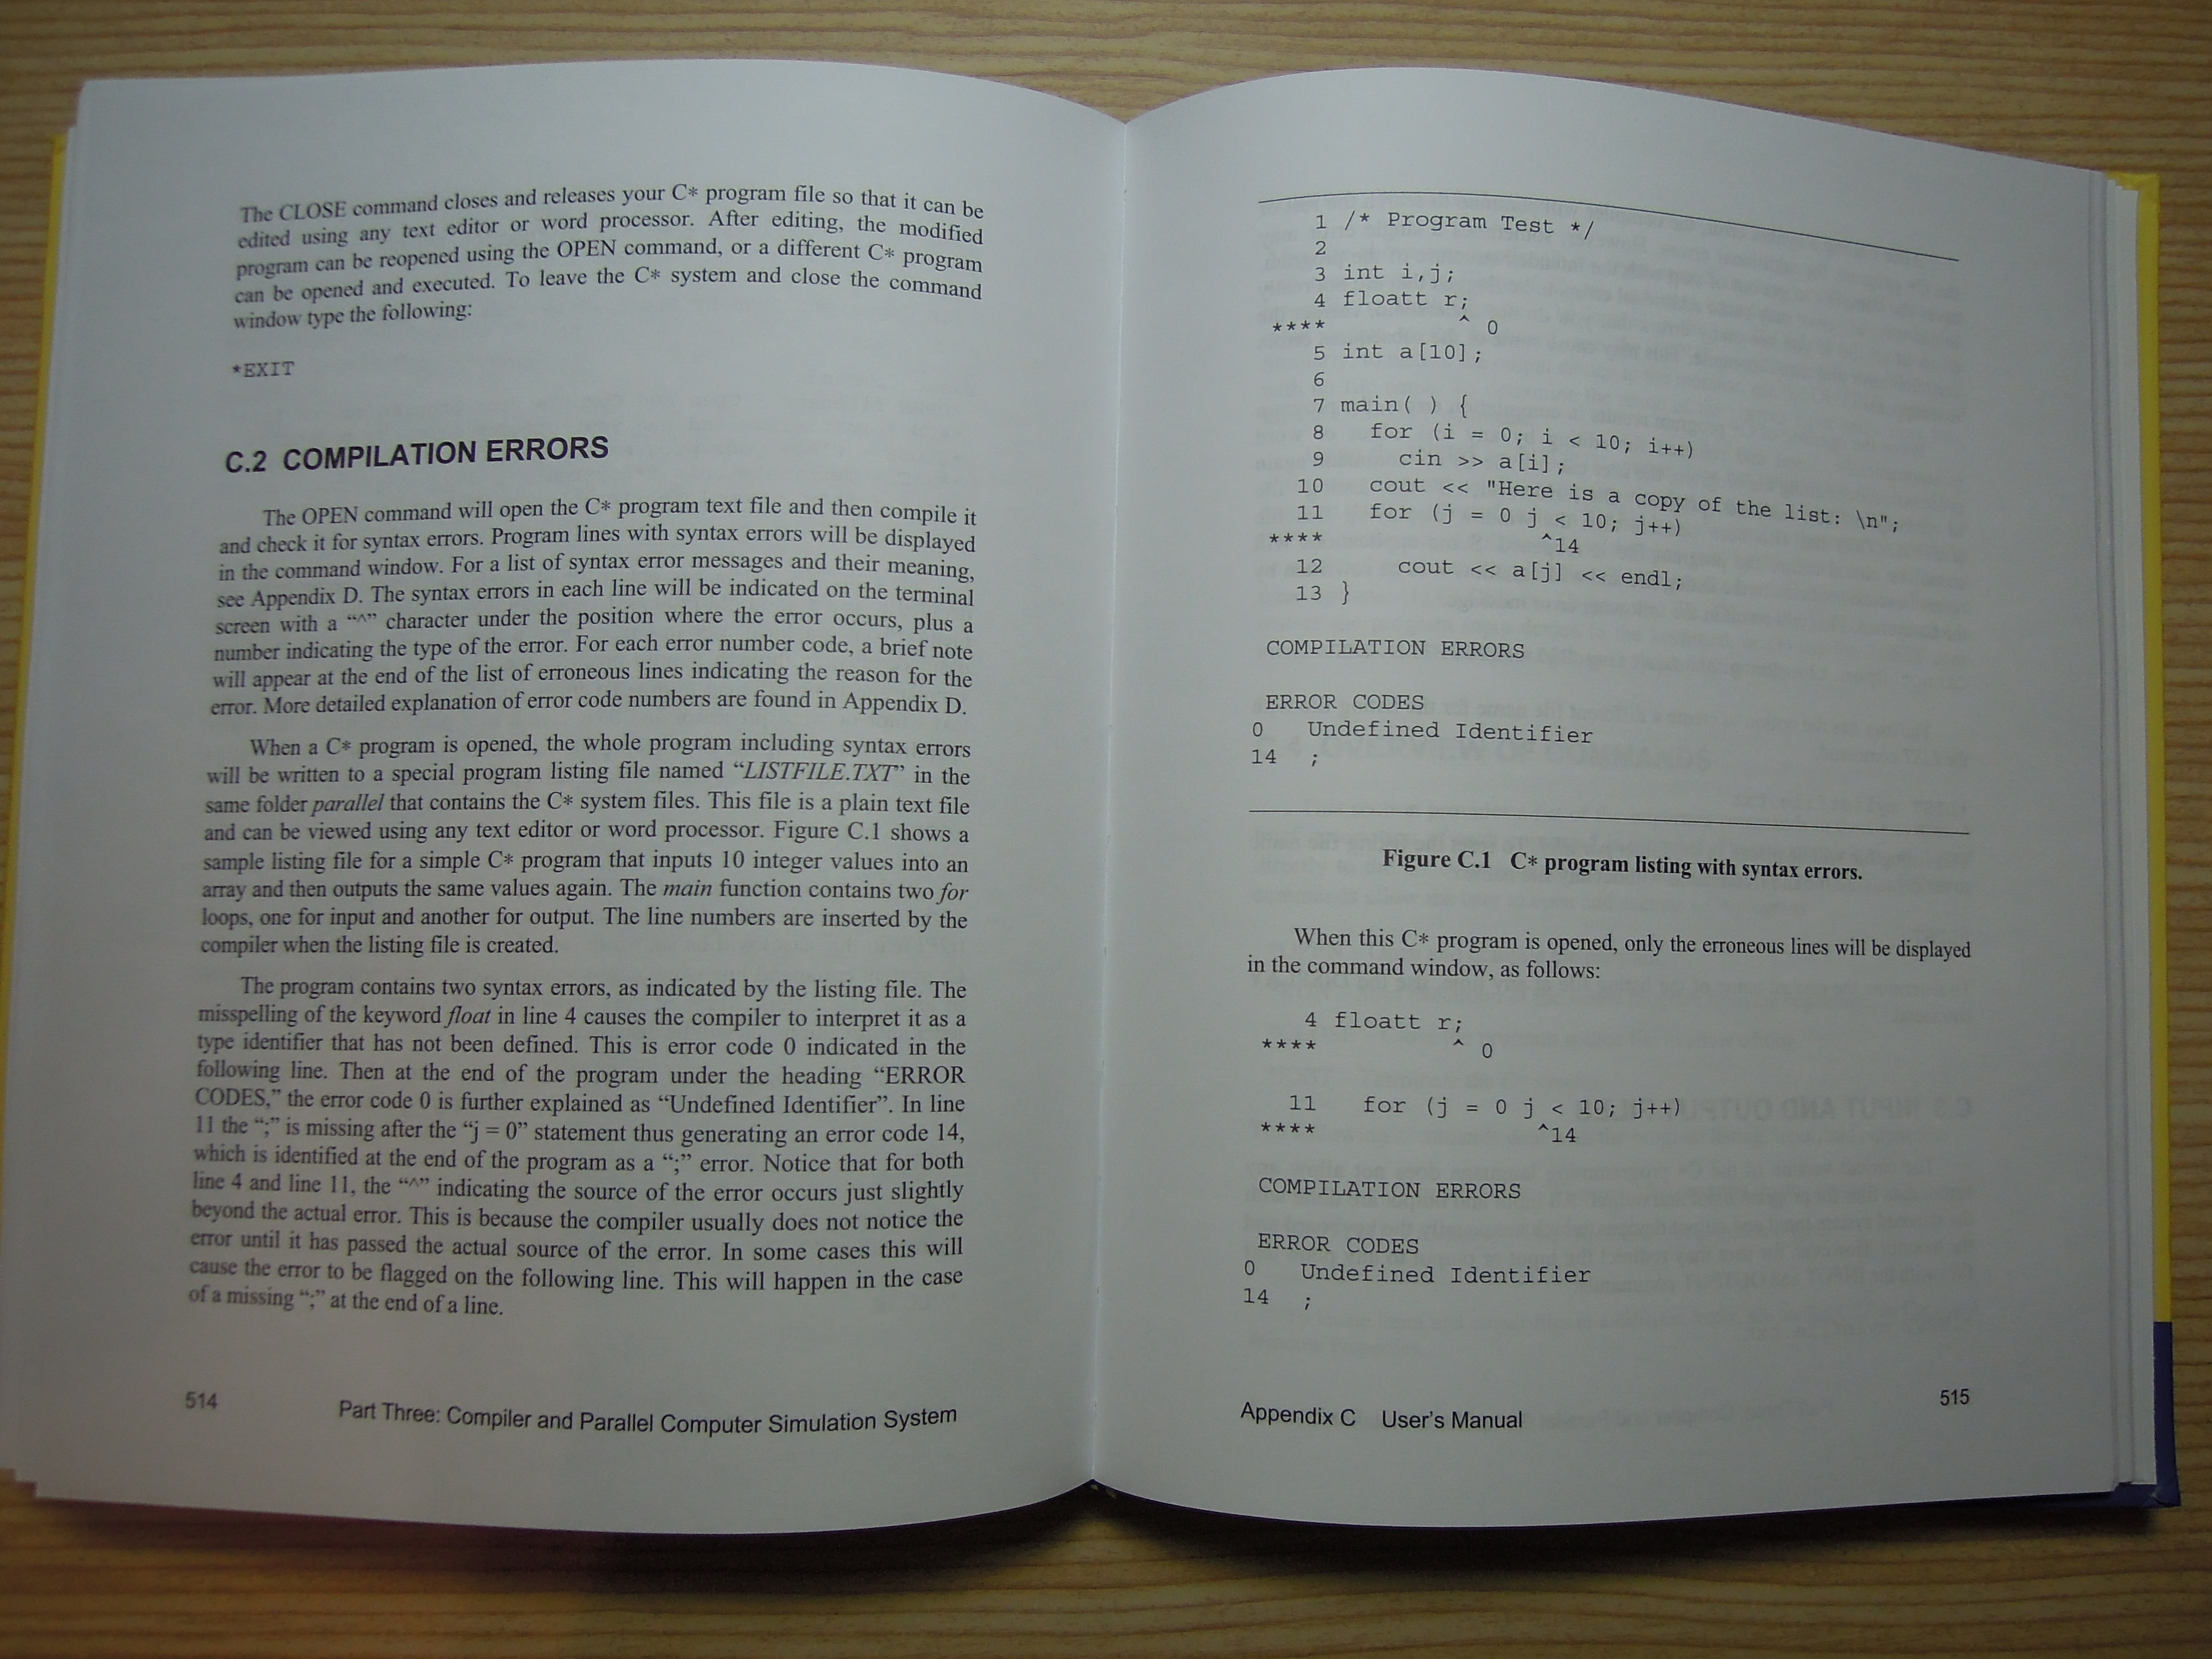 The CLOSE command closes and releases your C* program file so that it can be
edited using any text editor or word processor. After editing, the modified
program can be reopened using the OPEN command, or a different C* program
can be opened and executed. To leave the C* system and close the command
window type the following:
*EXIT
C.2 COMPILATION ERRORS
The OPEN command will open the C* program text file and then compile it
and check it for syntax errors. Program lines with syntax errors will be displayed
in the command window. For a list of syntax error messages and their meaning,
see Appendix D. The syntax errors in each line will be indicated on the terminal
screen with a “^” character under the position where the error occurs, plus a
number indicating the type of the error. For each error number code, a brief note
will appear at the end of the list of erroneous lines indicating the reason for the
error. More detailed explanation of error code numbers are found in Appendix D.
When a C* program is opened, the whole program including syntax errors
will be written to a special program listing file named “LISTFILE.TXT” in the
same folder parallel that contains the C* system files. This file is a plain text file
and can be viewed using any text editor or word processor. Figure C.1 shows a
sample listing file for a simple C* program that inputs 10 integer values into an
array and then outputs the same values again. The main function contains two for
loops, one for input and another for output. The line numbers are inserted by the
compiler when the listing file is created.
The program contains two syntax errors, as indicated by the listing file. The
misspelling of the keyword float in line 4 causes the compiler to interpret it as a
type identifier that has not been defined. This is error code 0 indicated in the
following line. Then at the end of the program under the heading “ERROR
CODES,” the error code 0 is further explained as “Undefined Identifier”. In line
11 the “;” is missing after the “j = 0” statement thus generating an error code 14,
which is identified at the end of the program as a “;” error. Notice that for both
line 4 and line 11, the “^” indicating the source of the error occurs just slightly
beyond the actual error. This is because the compiler usually does not notice the
error until it has passed the actual source of the error. In some cases this will
cause the error to be flagged on the following line. This will happen in the case
of a missing “;” at the end of a line.
514 Part Three: Compiler and Parallel Computer Simulation System
1 /* Program Test */
2
3 int i,j;
4 floatt r;
**** ^ 0
5 int a[10];
6
7 main( ) {
8 for (i = 0; i < 10; i++)
9 cin >> a[i];
10 cout << "Here is a copy of the list: \n";
11 for (j = 0 j < 10; j++)
**** ^14
12 cout << a[j] << endl;
13 }
COMPILATION ERRORS
ERROR CODES
0 Undefined Identifier
14 ;
Figure C.1 C* program listing with syntax errors.
When this C* program is opened, only the erroneous lines will be displayed
in the command window, as follows:
4 floatt r;
**** ^ 0
11 for (j = 0 j < 10; j++)
**** ^14
COMPILATION ERRORS
ERROR CODES
0 Undefined Identifier
14 ;
Appendix C User's Manual 515